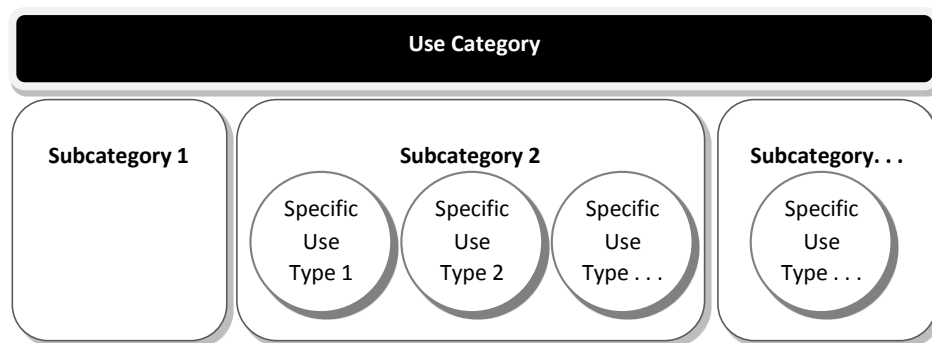 Use Category
Subcategory 1
Subcategory 2
Subcategory. . .
Specific
Use
Type 1
Specific
Use
Type 2
Specific
Use
Type . . .
Specific
Use
Type . . .